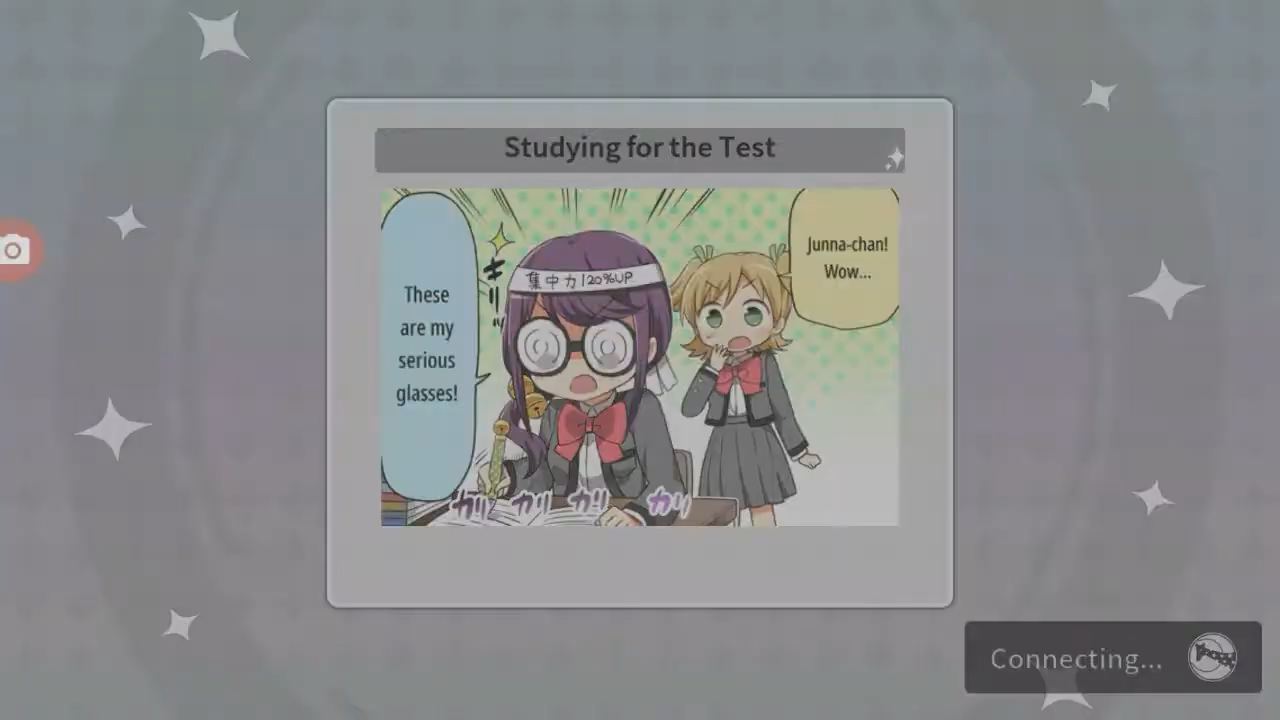 Studying for the Test
These
are my
serious
glasses!
キリッ
集中力120%UP
Junna-chan!
Wow...
カリ カリ カリ カリ
Connecting...